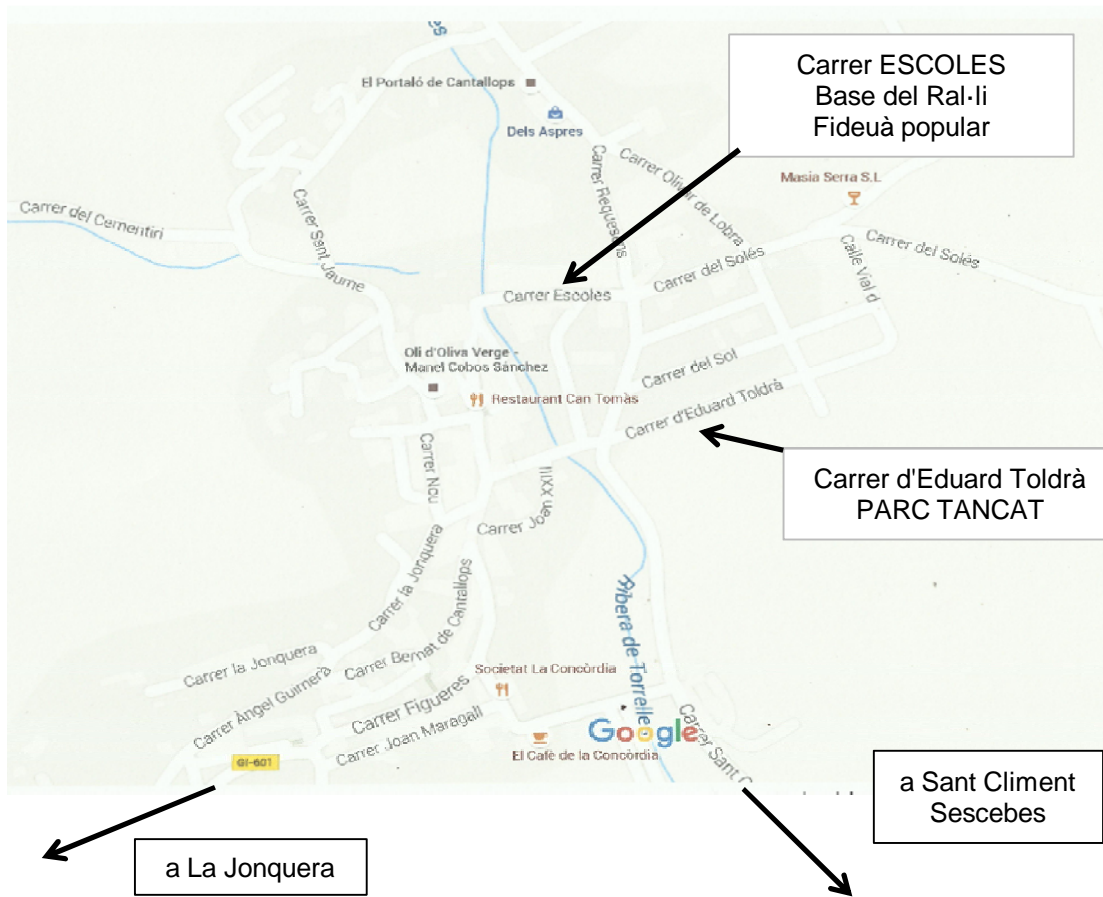 Carrer ESCOLES
Base del Ral·li
Fideuà popular
El Portaló de Cantallops
Dels Aspres
Carrer Requesens
Carrer Olivar de Lobra
Masia Serra S.L
Carrer del Cementiri
Carrer Sant Jaume
Carrer Escoles
Carrer del Solés
Carrer del Solés
Calle Vial d
Oli d'Oliva Verge -
Manel Cobos Sánchez
Restaurant Can Tomàs
Carrer del Sol
Carrer d'Eduard Toldrà
Carrer d'Eduard Toldrà
PARC TANCAT
Carrer Nou
Carrer Joan XXIII
Carrer la Jonquera
Carrer Bernat de Cantallops
Ribera de Torrelle
Carrer la Jonquera
Carrer Àngel Guimerà
Carrer Figueres
Carrer Joan Maragall
Societat La Concòrdia
El Cafè de la Concòrdia
Google
Carrer Sant C
GI-601
a Sant Climent
Sescebes
a La Jonquera